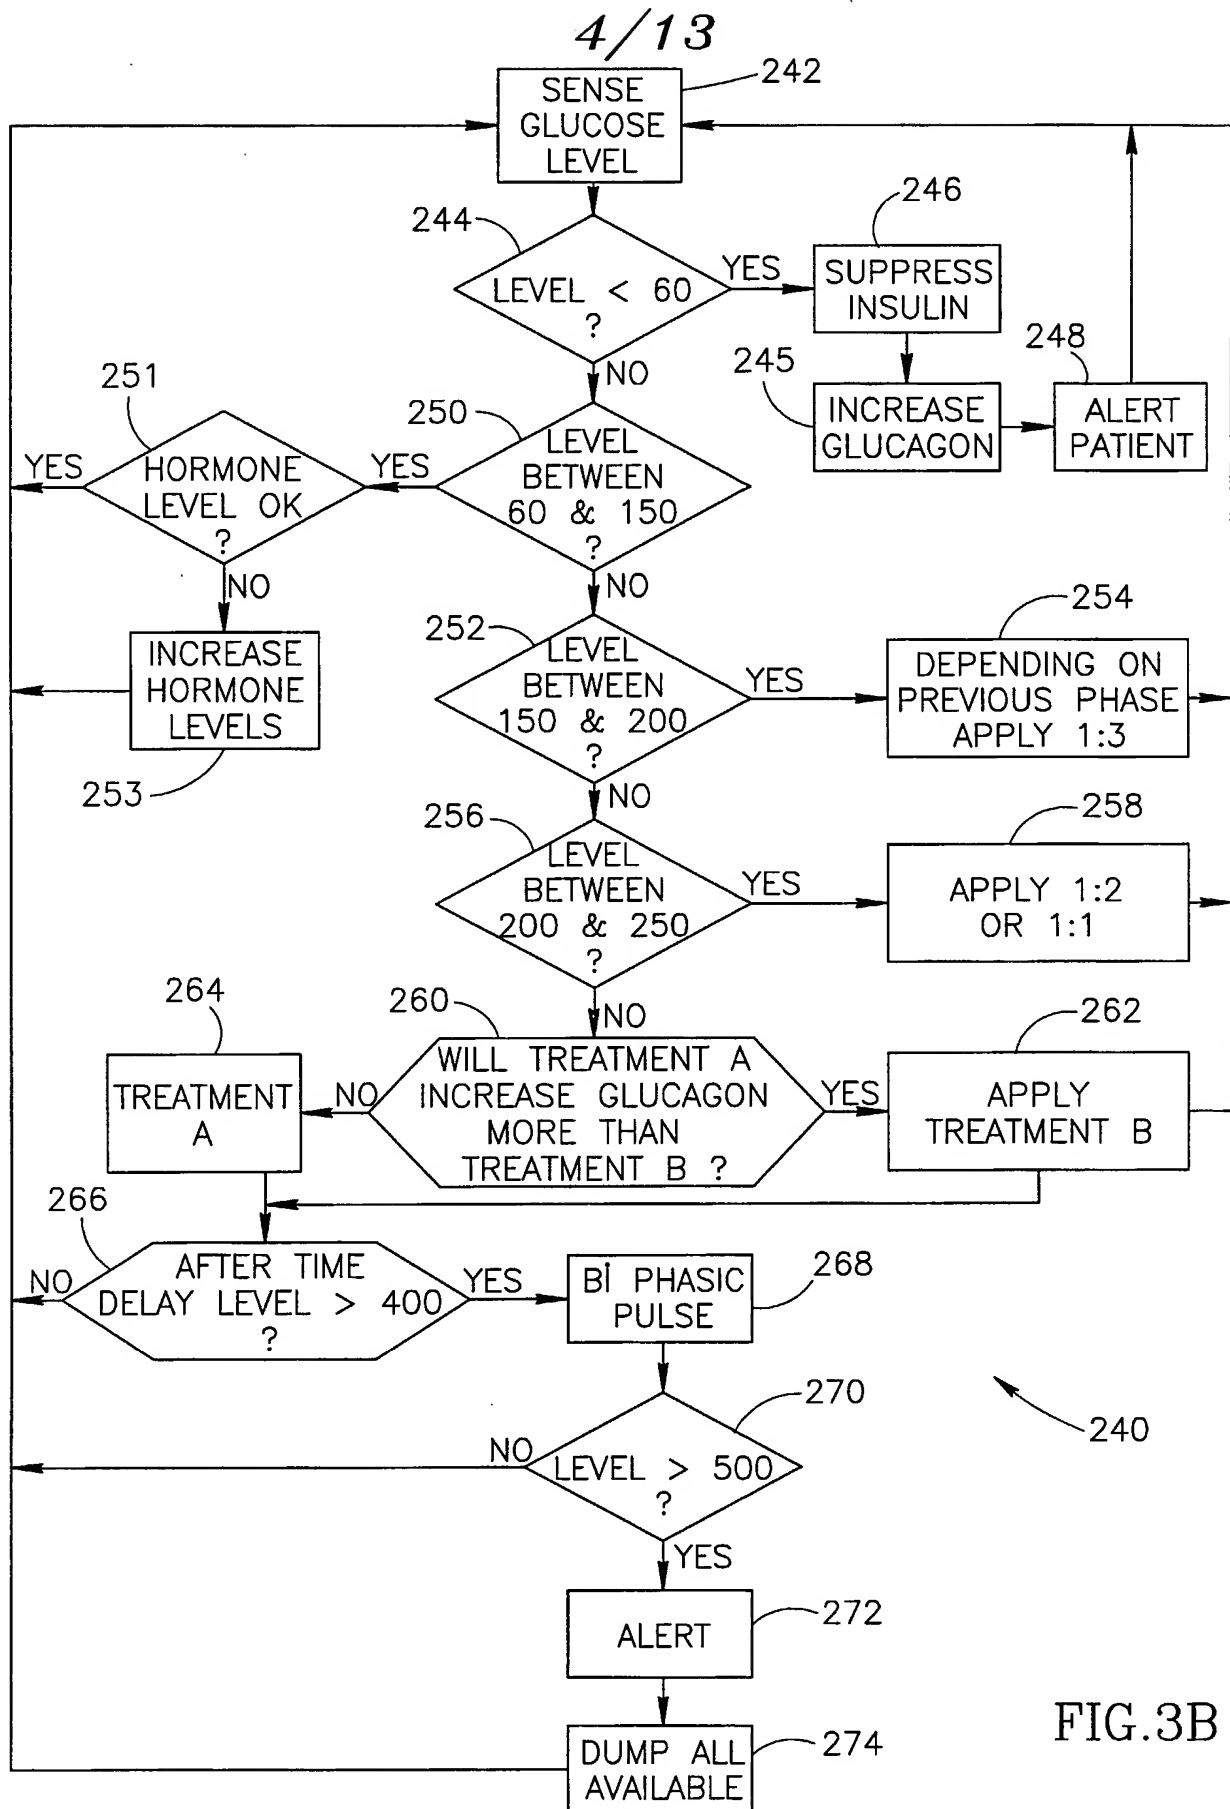 4/13
SENSE
GLUCOSE
LEVEL
242
244
LEVEL < 60
?
YES
NO
246
SUPPRESS
INSULIN
245
INCREASE
GLUCAGON
248
ALERT
PATIENT
250
LEVEL
BETWEEN
60 & 150
?
YES
NO
251
HORMONE
LEVEL OK
?
YES
NO
INCREASE
HORMONE
LEVELS
253
252
LEVEL
BETWEEN
150 & 200
?
YES
NO
254
DEPENDING ON
PREVIOUS PHASE
APPLY 1:3
256
LEVEL
BETWEEN
200 & 250
?
YES
NO
258
APPLY 1:2
OR 1:1
260
WILL TREATMENT A
INCREASE GLUCAGON
MORE THAN
TREATMENT B ?
NO
YES
264
TREATMENT
A
262
APPLY
TREATMENT B
266
AFTER TIME
DELAY LEVEL > 400
?
NO
YES
BI PHASIC
PULSE
268
270
LEVEL > 500
?
NO
YES
240
ALERT
272
DUMP ALL
AVAILABLE
274
FIG.3B